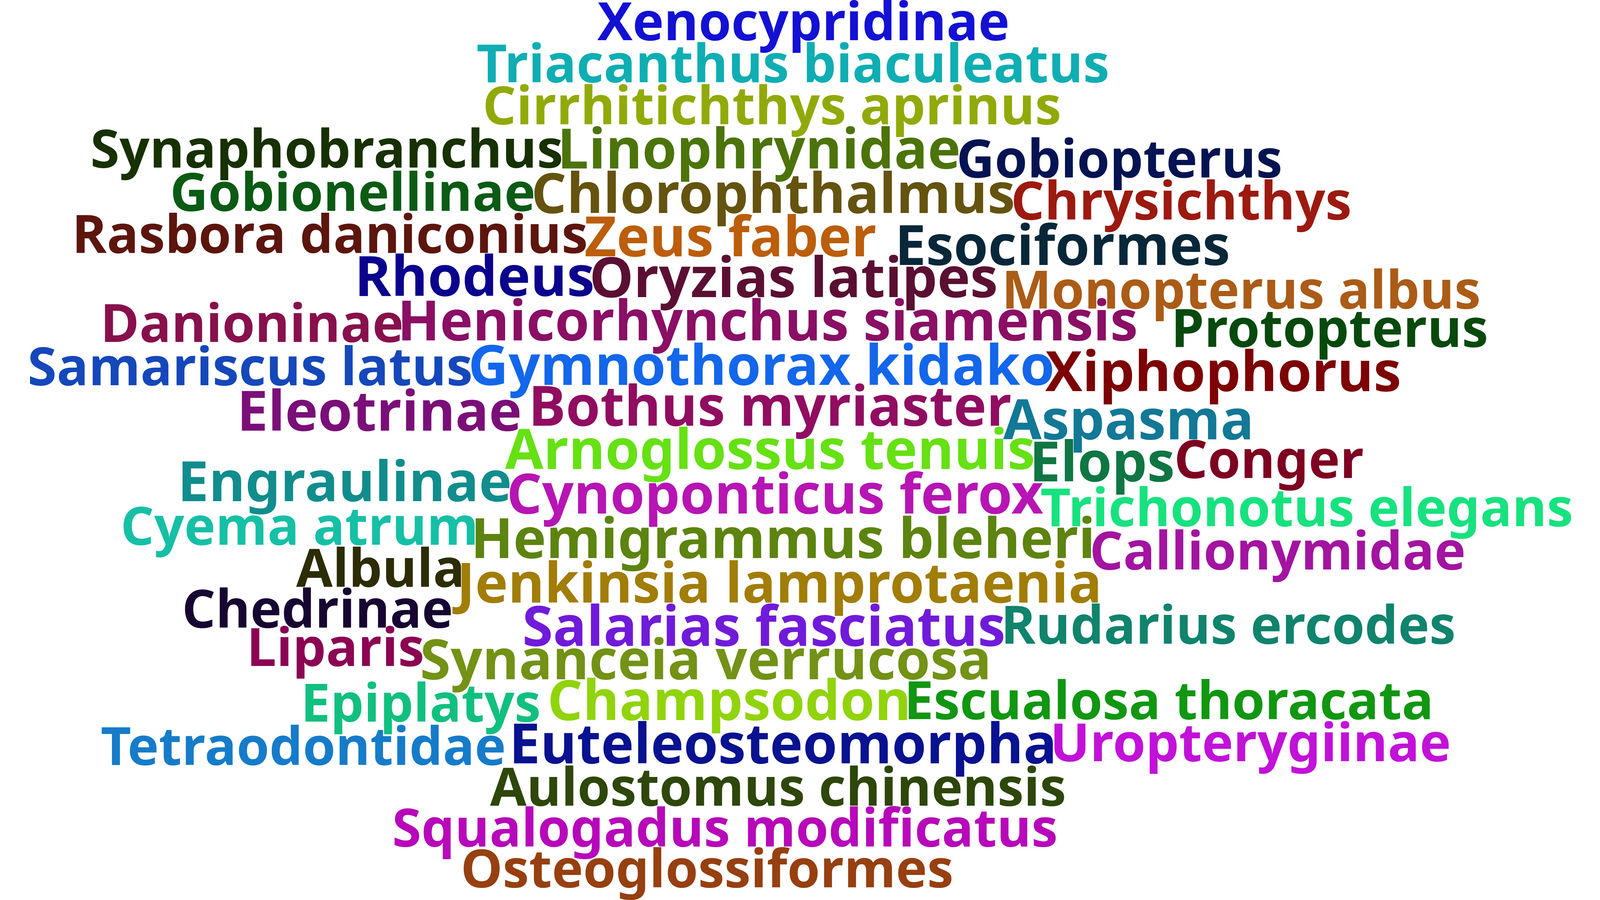 Xenocypridinae
Triacanthus biaculeatus
Cirrhitichthys aprinus
Synaphobranchus Linophrynidae Gobiopterus
Gobionellinae Chlorophthalmus Chrysichthys
Rasbora daniconius Zeus faber Esociformes
Rhodeus Oryzias latipes Monopterus albus
Danioninae Henicorhynchus siamensis Protopterus
Samariscus latus Gymnothorax kidako Xiphophorus
Eleotrinae Bothus myriaster Aspasma
Arnoglossus tenuis Elops Conger
Engraulinae Cynoponticus ferox Trichonotus elegans
Cyema atrum Hemigrammus bleheri Callionymidae
Albula Jenkinsia lamprotaenia
Chedrinae Salarias fasciatus Rudarius ercodes
Liparis Synanceia verrucosa
Epiplatys Champsodon Escualosa thoracata
Tetraodontidae Euteleosteomorpha Uropterygiinae
Aulostomus chinensis
Squalogadus modificatus
Osteoglossiformes